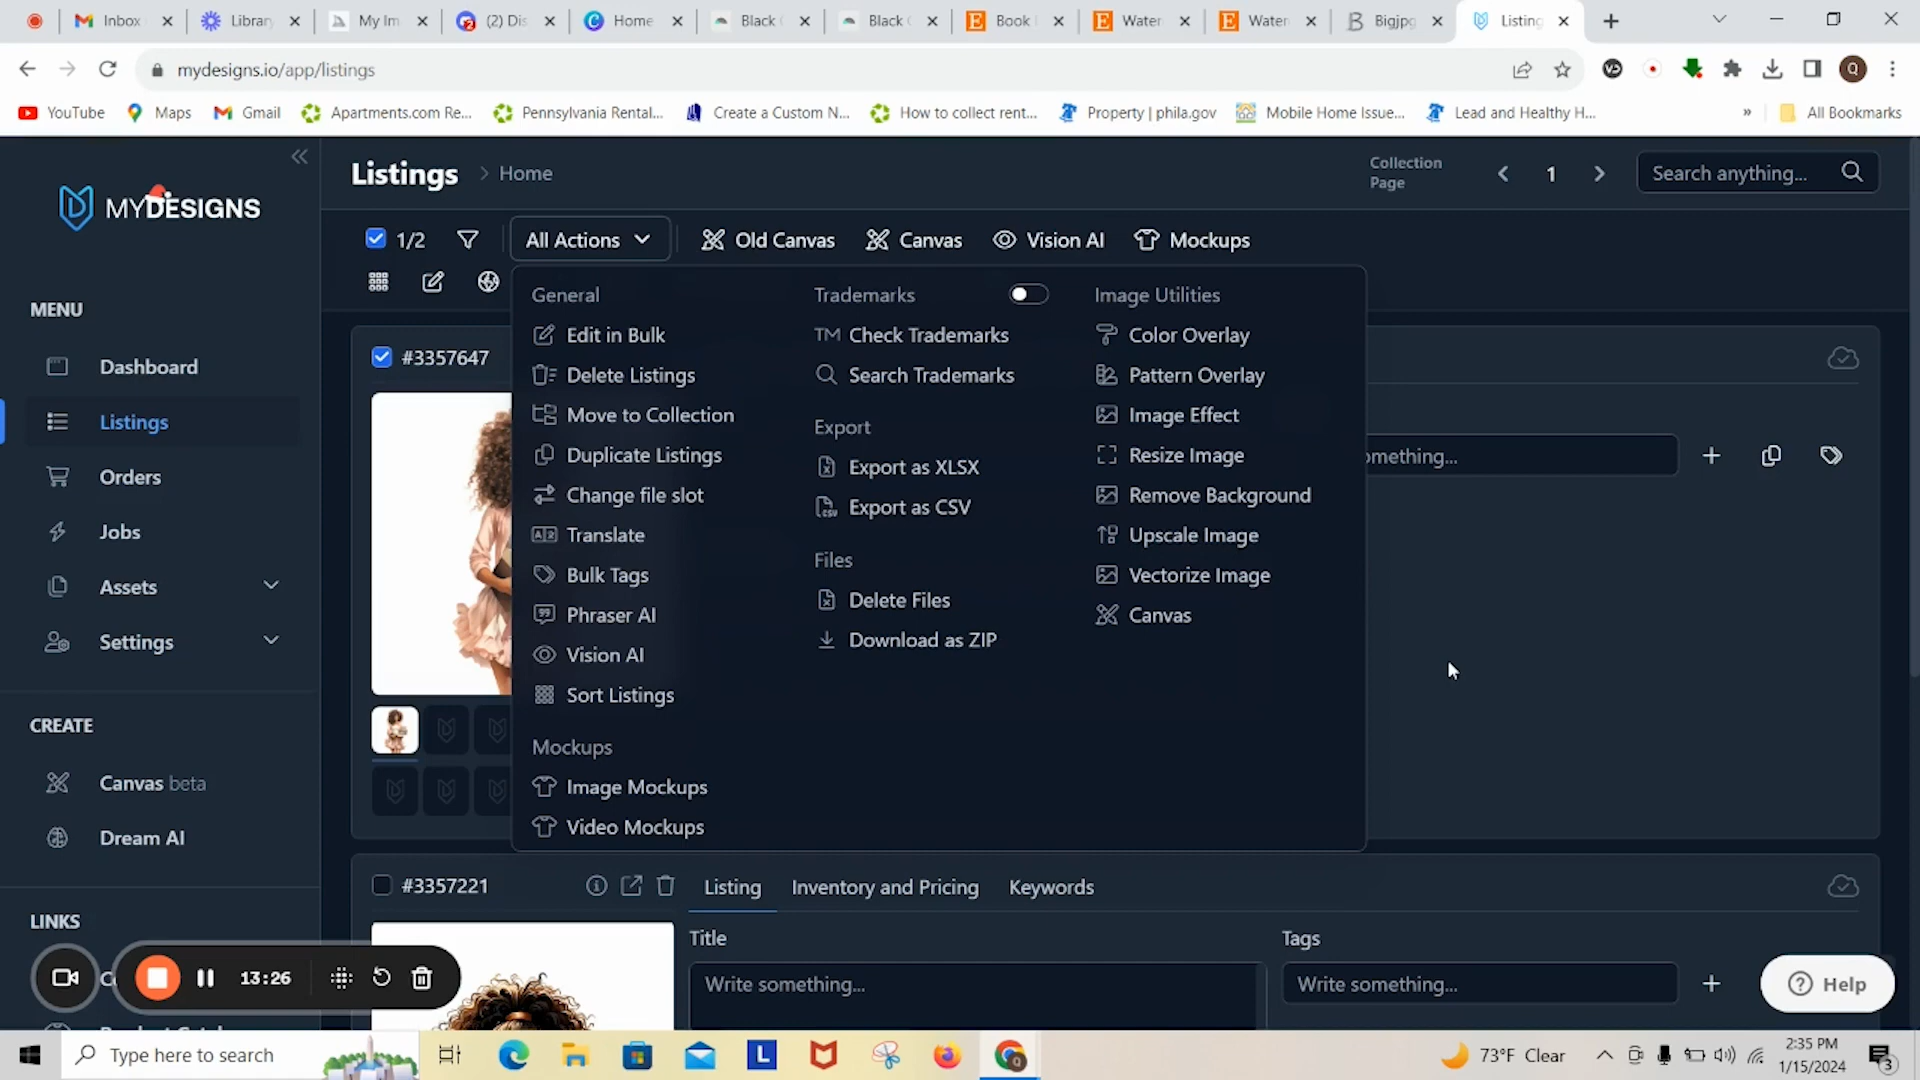 Inbox
Library
My Im
(2) Dis
Home
Black
Black
Book
Water
Water
Bigjpg
Listing
mydesigns.io/app/listings
Q
YouTube
Maps
Gmail
Apartments.com Re...
Pennsylvania Rental...
Create a Custom N...
How to collect rent...
Property | phila.gov
Mobile Home Issue...
Lead and Healthy H...
»
All Bookmarks
MYDESIGNS
Listings > Home
Collection Page
1
Search anything...
1/2
All Actions
Old Canvas
Canvas
Vision AI
Mockups
MENU
Dashboard
Listings
Orders
Jobs
Assets
Settings
CREATE
Canvas beta
Dream AI
LINKS
#3357647
General
Edit in Bulk
Delete Listings
Move to Collection
Duplicate Listings
Change file slot
Translate
Bulk Tags
Phraser AI
Vision AI
Sort Listings
Mockups
Image Mockups
Video Mockups
Trademarks
TM Check Trademarks
Search Trademarks
Export
Export as XLSX
Export as CSV
Files
Delete Files
Download as ZIP
Image Utilities
Color Overlay
Pattern Overlay
Image Effect
Resize Image
Remove Background
Upscale Image
Vectorize Image
Canvas
omething...
#3357221
Listing
Inventory and Pricing
Keywords
Title
Write something...
Tags
Write something...
13:26
Help
Type here to search
L
73°F Clear
2:35 PM
1/15/2024
3